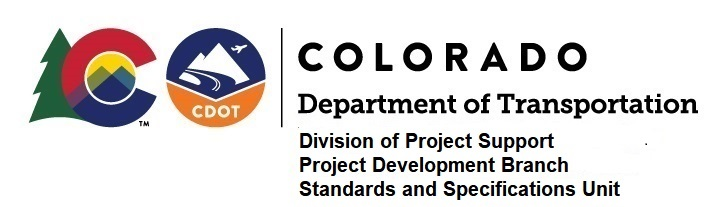 TM
CDOT
COLORADO
Department of Transportation
Division of Project Support
Project Development Branch
Standards and Specifications Unit